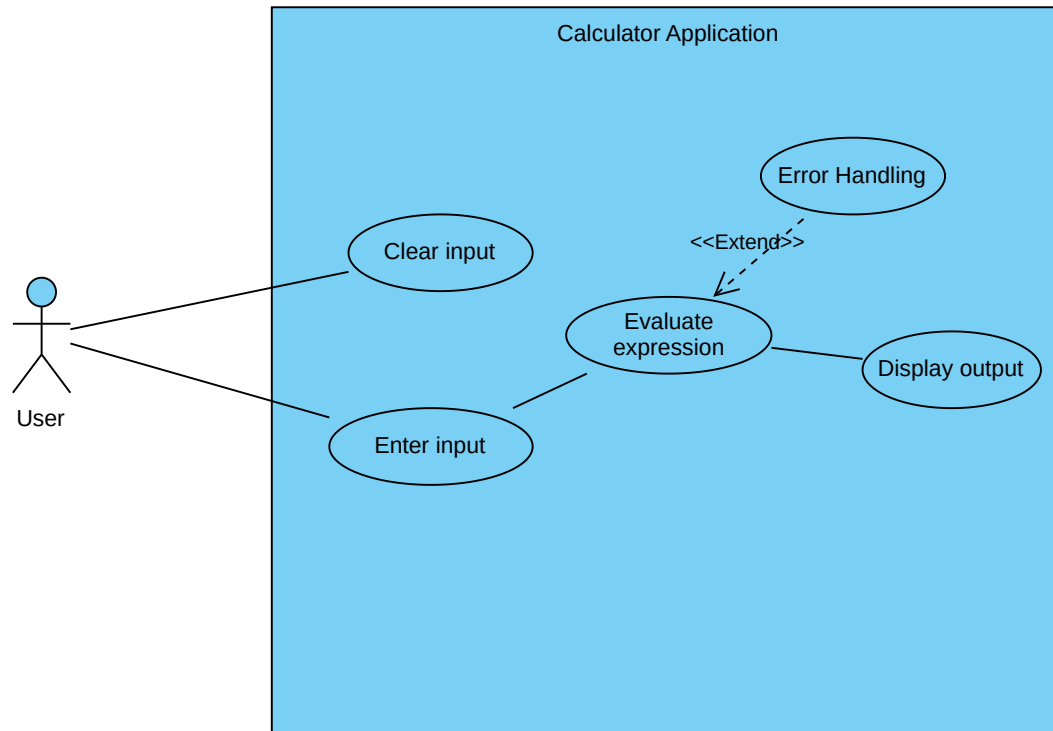 Calculator Application
Error Handling
<<Extend>>
Clear input
Evaluate
expression
Display output
User
Enter input